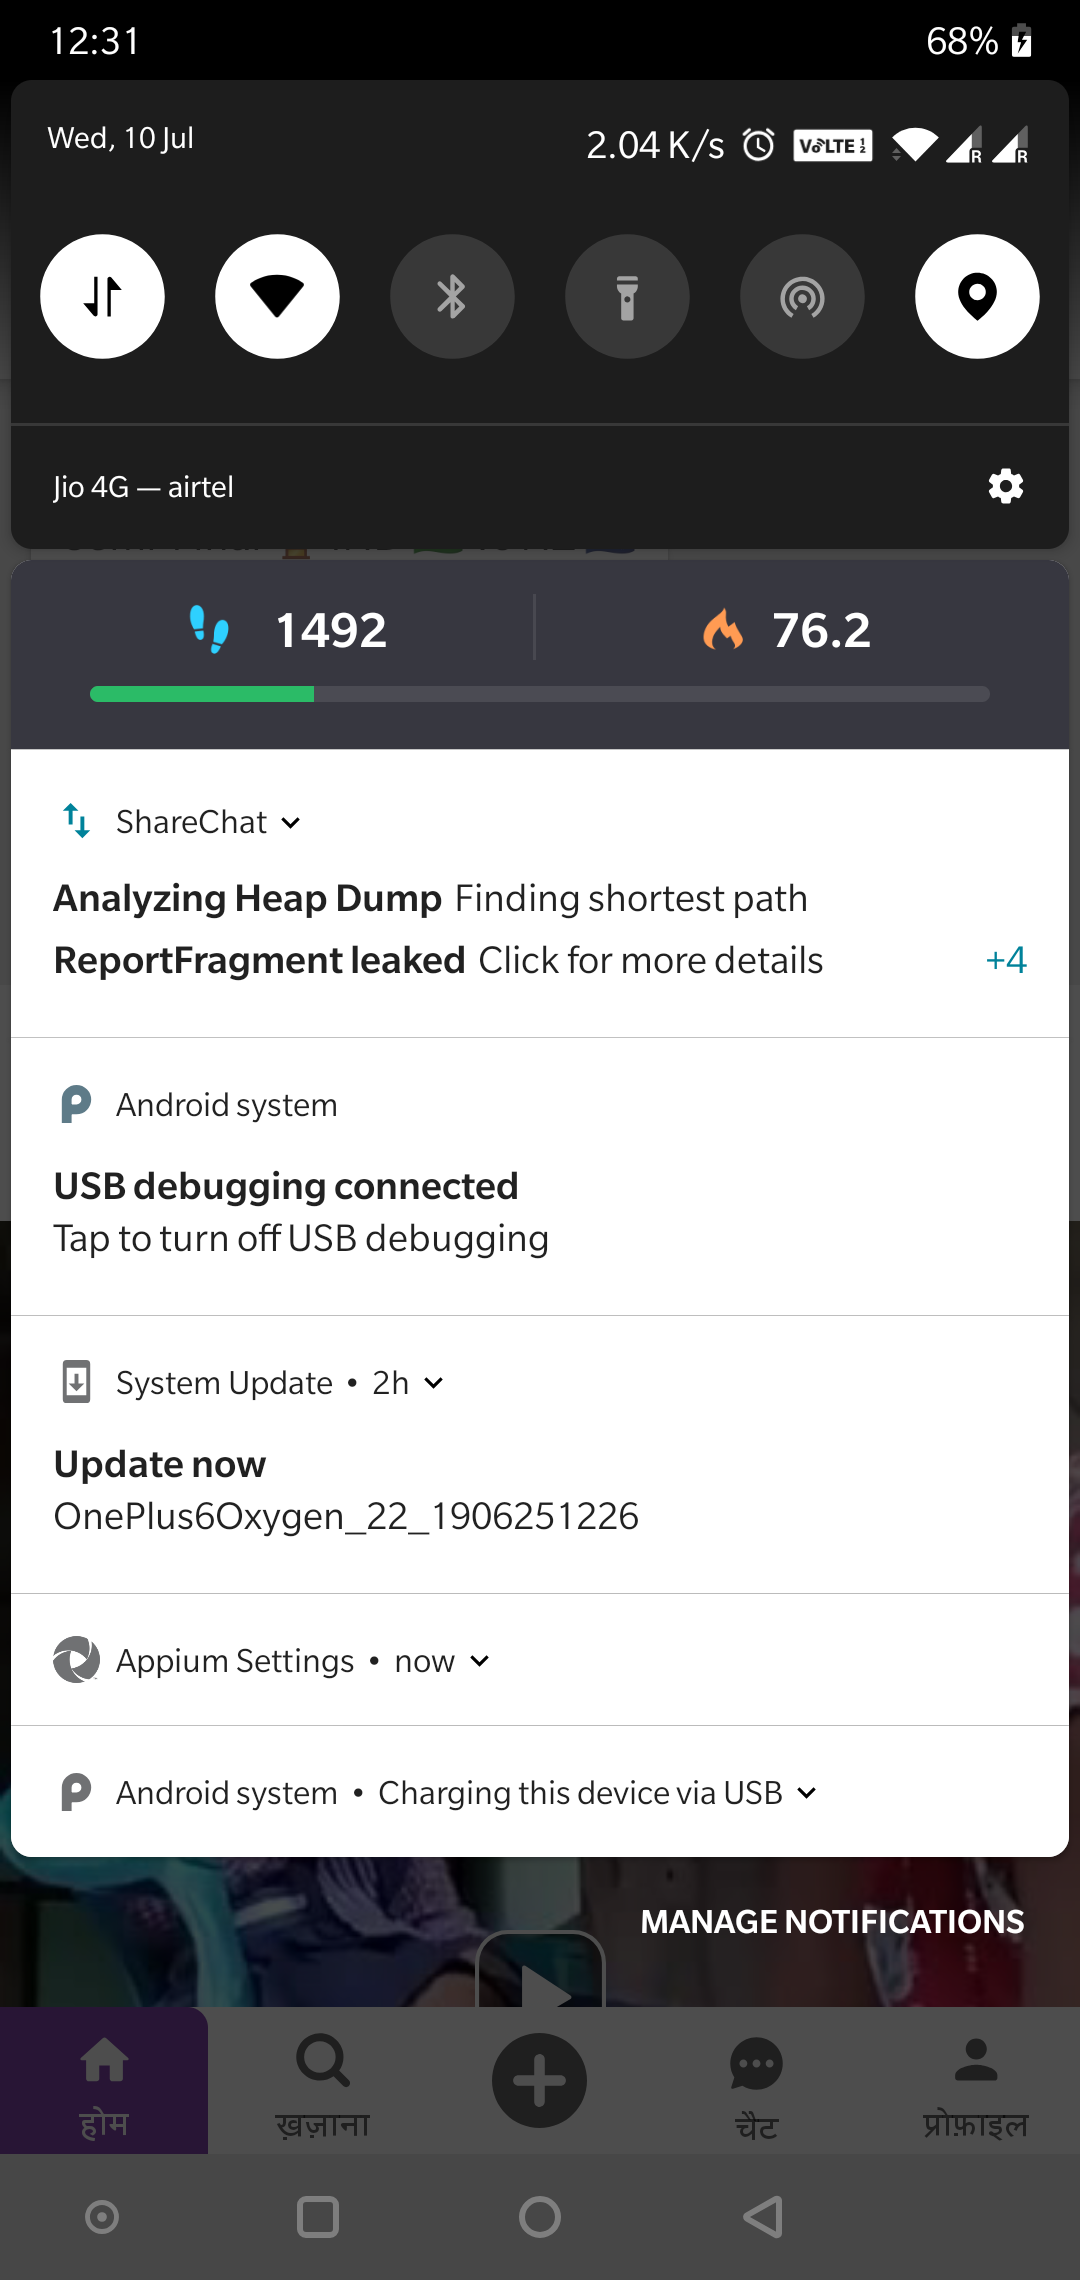 12:31
68%
Wed, 10 Jul
2.04 K/s
VoLTE 1 2
R R
Jio 4G — airtel
1492
76.2
ShareChat
Analyzing Heap Dump Finding shortest path
ReportFragment leaked Click for more details +4
Android system
USB debugging connected
Tap to turn off USB debugging
System Update • 2h
Update now
OnePlus6Oxygen_22_1906251226
Appium Settings • now
Android system • Charging this device via USB
MANAGE NOTIFICATIONS
होम
ख़ज़ाना
चैट
प्रोफ़ाइल